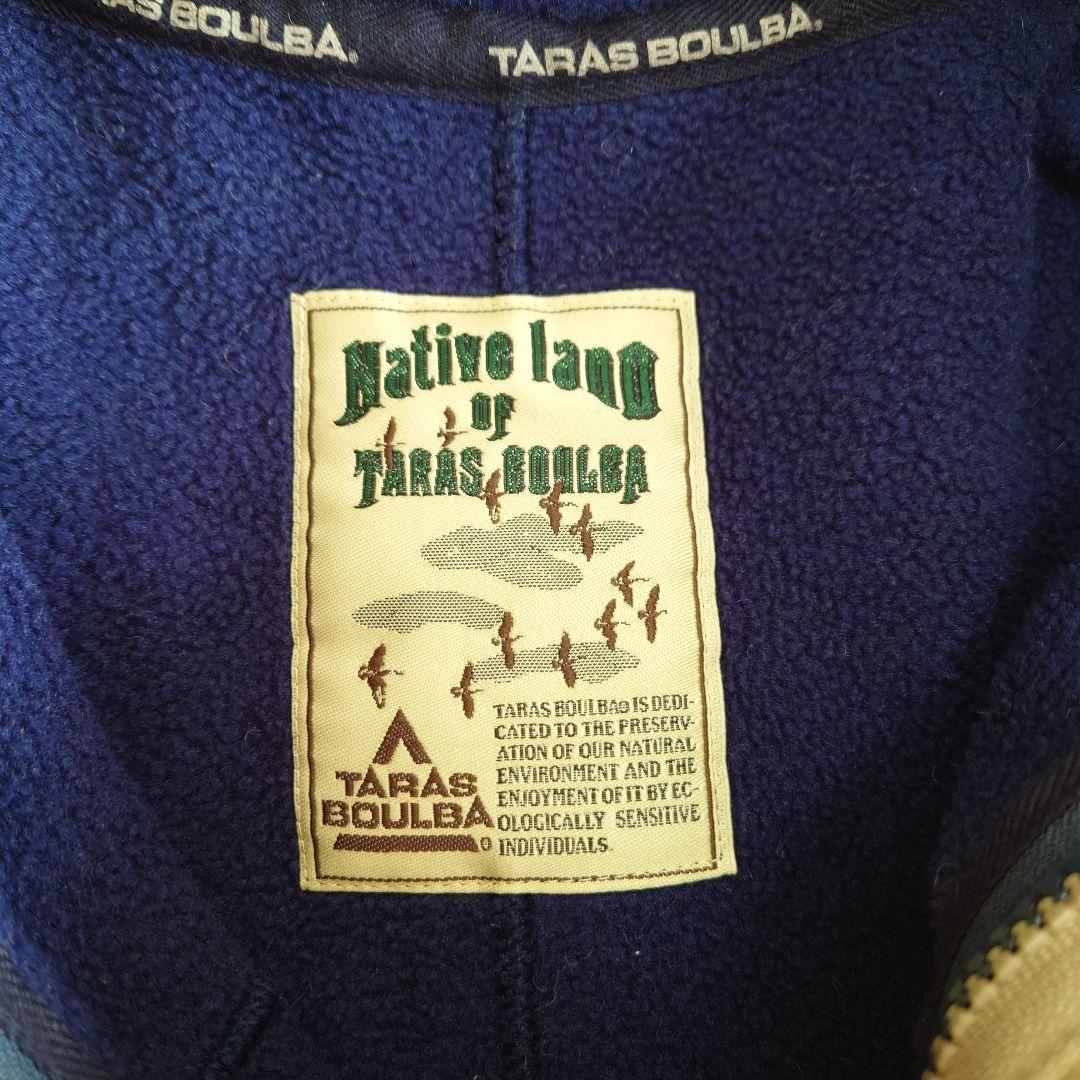 AS BOULBA®
TARAS BOULBA®
Native land
OF
TARAS BOULBA
TARAS BOULBA® IS DEDI-
CATED TO THE PRESERV-
ATION OF OUR NATURAL
ENVIRONMENT AND THE
ENJOYMENT OF IT BY EC-
OLOGICALLY SENSITIVE
INDIVIDUALS.
TARAS
BOULBA®